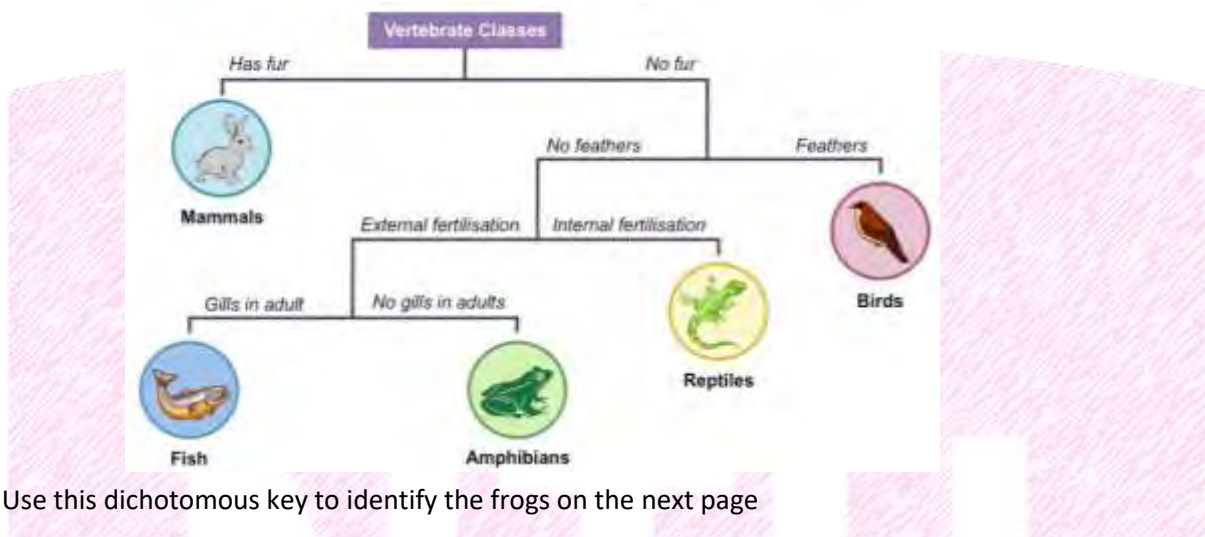 Vertebrate Classes
Has fur
No fur
No feathers
Feathers
Mammals
External fertilisation
Internal fertilisation
Birds
Gills in adult
No gills in adults
Reptiles
Fish
Amphibians
Use this dichotomous key to identify the frogs on the next page